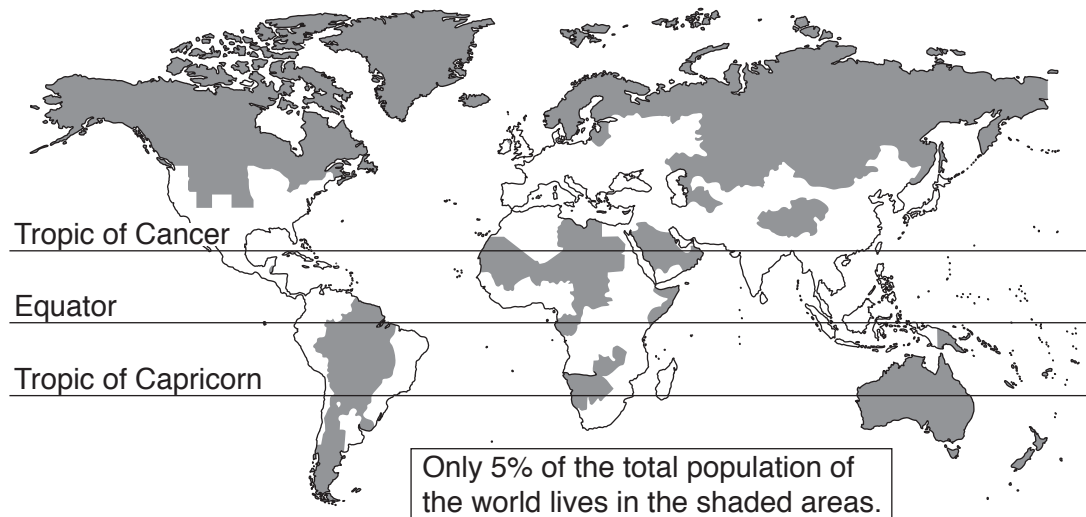 Tropic of Cancer
Equator
Tropic of Capricorn
Only 5% of the total population of
the world lives in the shaded areas.